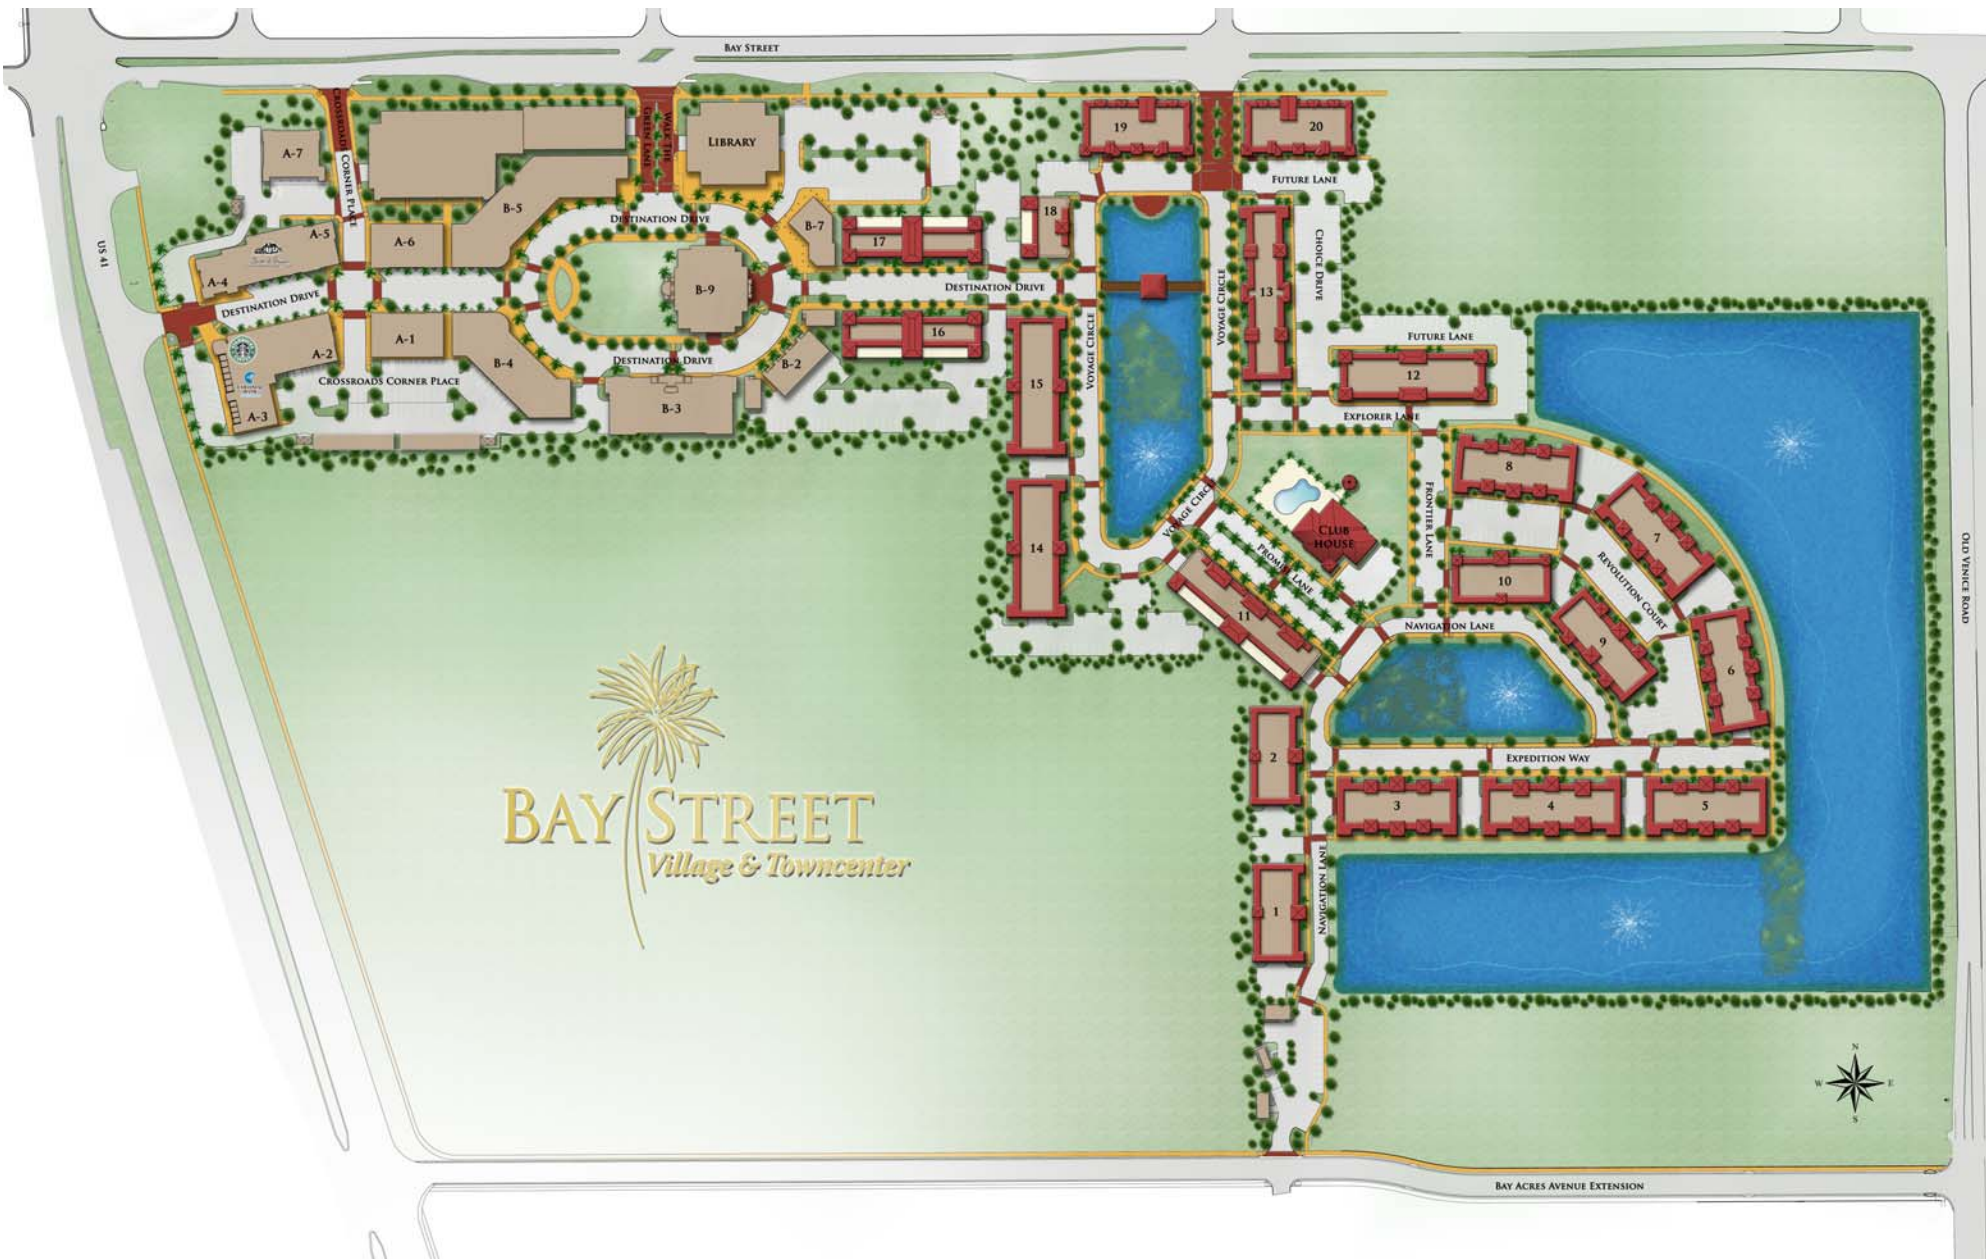 BAY STREET
CROSSROADS CORNER PLACE
WALK THE
GREEN LANE
LIBRARY
19
20
A-7
FUTURE LANE
B-5
DESTINATION DRIVE
18
B-7
A-5
A-6
17
US 41
CHOICE DRIVE
VOYAGE CIRCLE
A-4
B-9
DESTINATION DRIVE
13
DESTINATION DRIVE
16
A-1
A-2
FUTURE LANE
VOYAGE CIRCLE
B-4
DESTINATION DRIVE
B-2
12
CROSSROADS CORNER PLACE
15
A-3
B-3
EXPLORER LANE
8
VOYAGE CIRCLE
FRONTIER LANE
CLUB
HOUSE
7
14
PROMISE LANE
10
REVOLUTION COURT
OLD VENICE ROAD
11
NAVIGATION LANE
9
6
2
EXPEDITION WAY
3
4
5
BAY STREET
Village & Towncenter
NAVIGATION LANE
1
N
W
E
S
BAY ACRES AVENUE EXTENSION